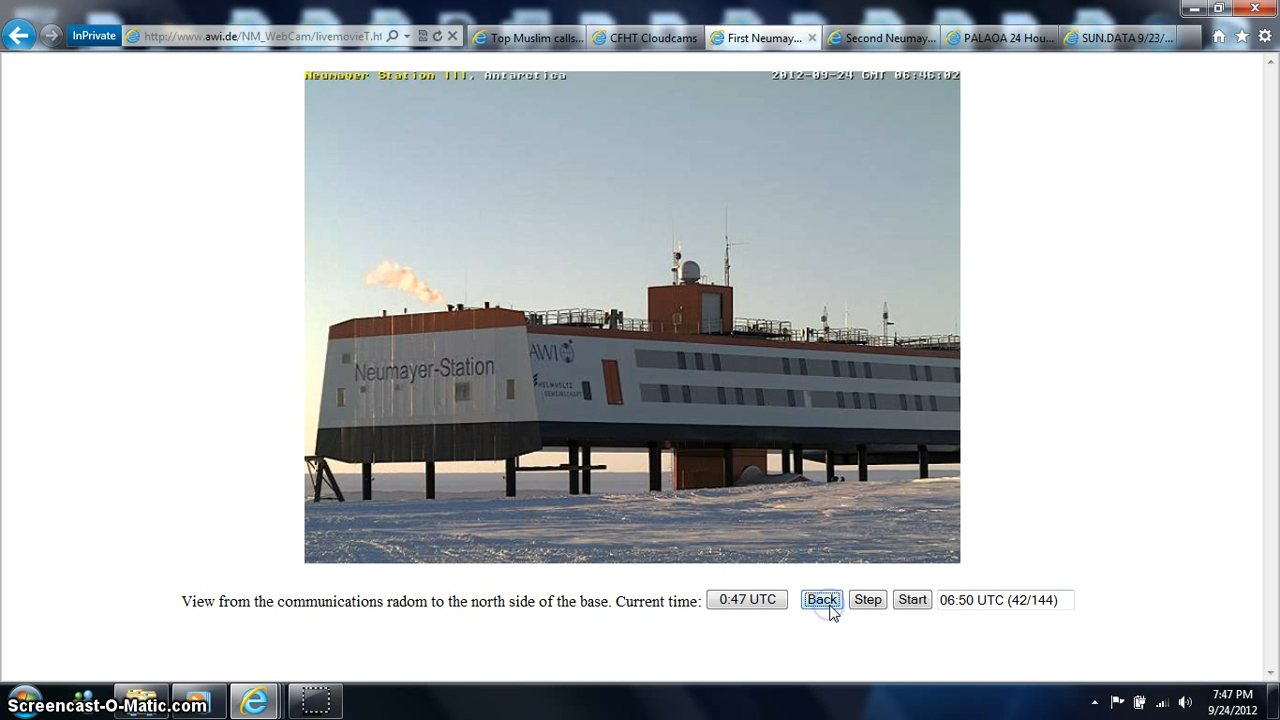 InPrivate
http://www.awi.de/NM_WebCam/livemovieT.ht
Top Muslim calls...
CFHT Cloudcams
First Neumay...
Second Neumay...
PALAOA 24 Hou...
SUN.DATA 9/23/...
Neumayer Station III, Antarctica
2012-09-24 GMT 06:46:02
Neumayer-Station
AWI
HELMHOLTZ
GEMEINSCHAFT
View from the communications radom to the north side of the base. Current time:
0:47 UTC
Back
Step
Start
06:50 UTC (42/144)
Screencast-O-Matic.com
7:47 PM
9/24/2012